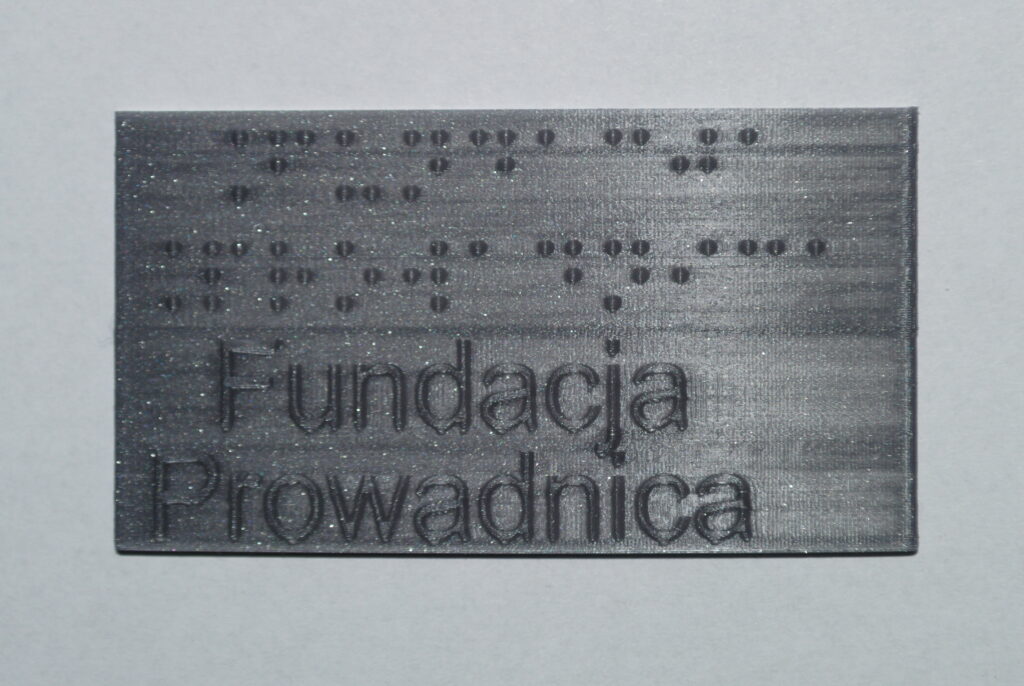 ⠨⠋⠥⠝⠙⠁⠉⠚⠁
⠨⠏⠗⠕⠺⠁⠙⠝⠊⠉⠁
Fundacja
Prowadnica